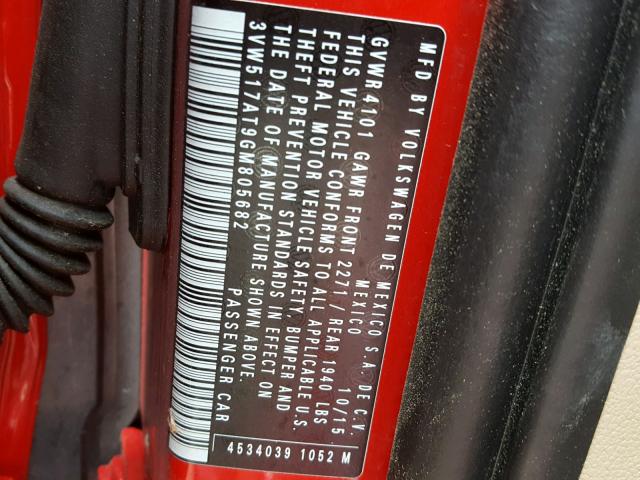 MFD BY VOLKSWAGEN DE MEXICO S.A. DE C.V.
MEXICO 10/15
GVWR 4101 GAWR FRONT 2271 / REAR 1940 LBS
THIS VEHICLE CONFORMS TO ALL APPLICABLE U.S.
FEDERAL MOTOR VEHICLE SAFETY, BUMPER AND
THEFT PREVENTION STANDARDS IN EFFECT ON
THE DATE OF MANUFACTURE SHOWN ABOVE.
3VW517AT9GM805682 PASSENGER CAR
4534039 1052 M